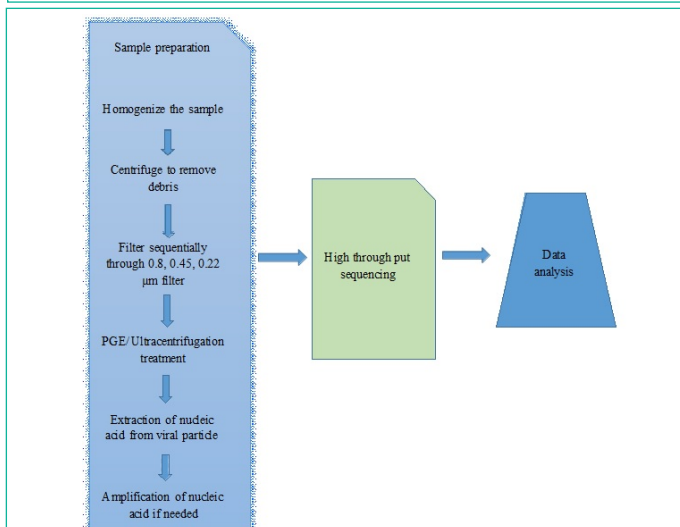 Sample preparation
Homogenize the sample
Centrifuge to remove
debris
Filter sequentially
through 0.8, 0.45, 0.22
µm filter
PGE/ Ultracentrifugation
treatment
Extraction of nucleic
acid from viral particle
Amplification of nucleic
acid if needed
High through put
sequencing
Data
analysis